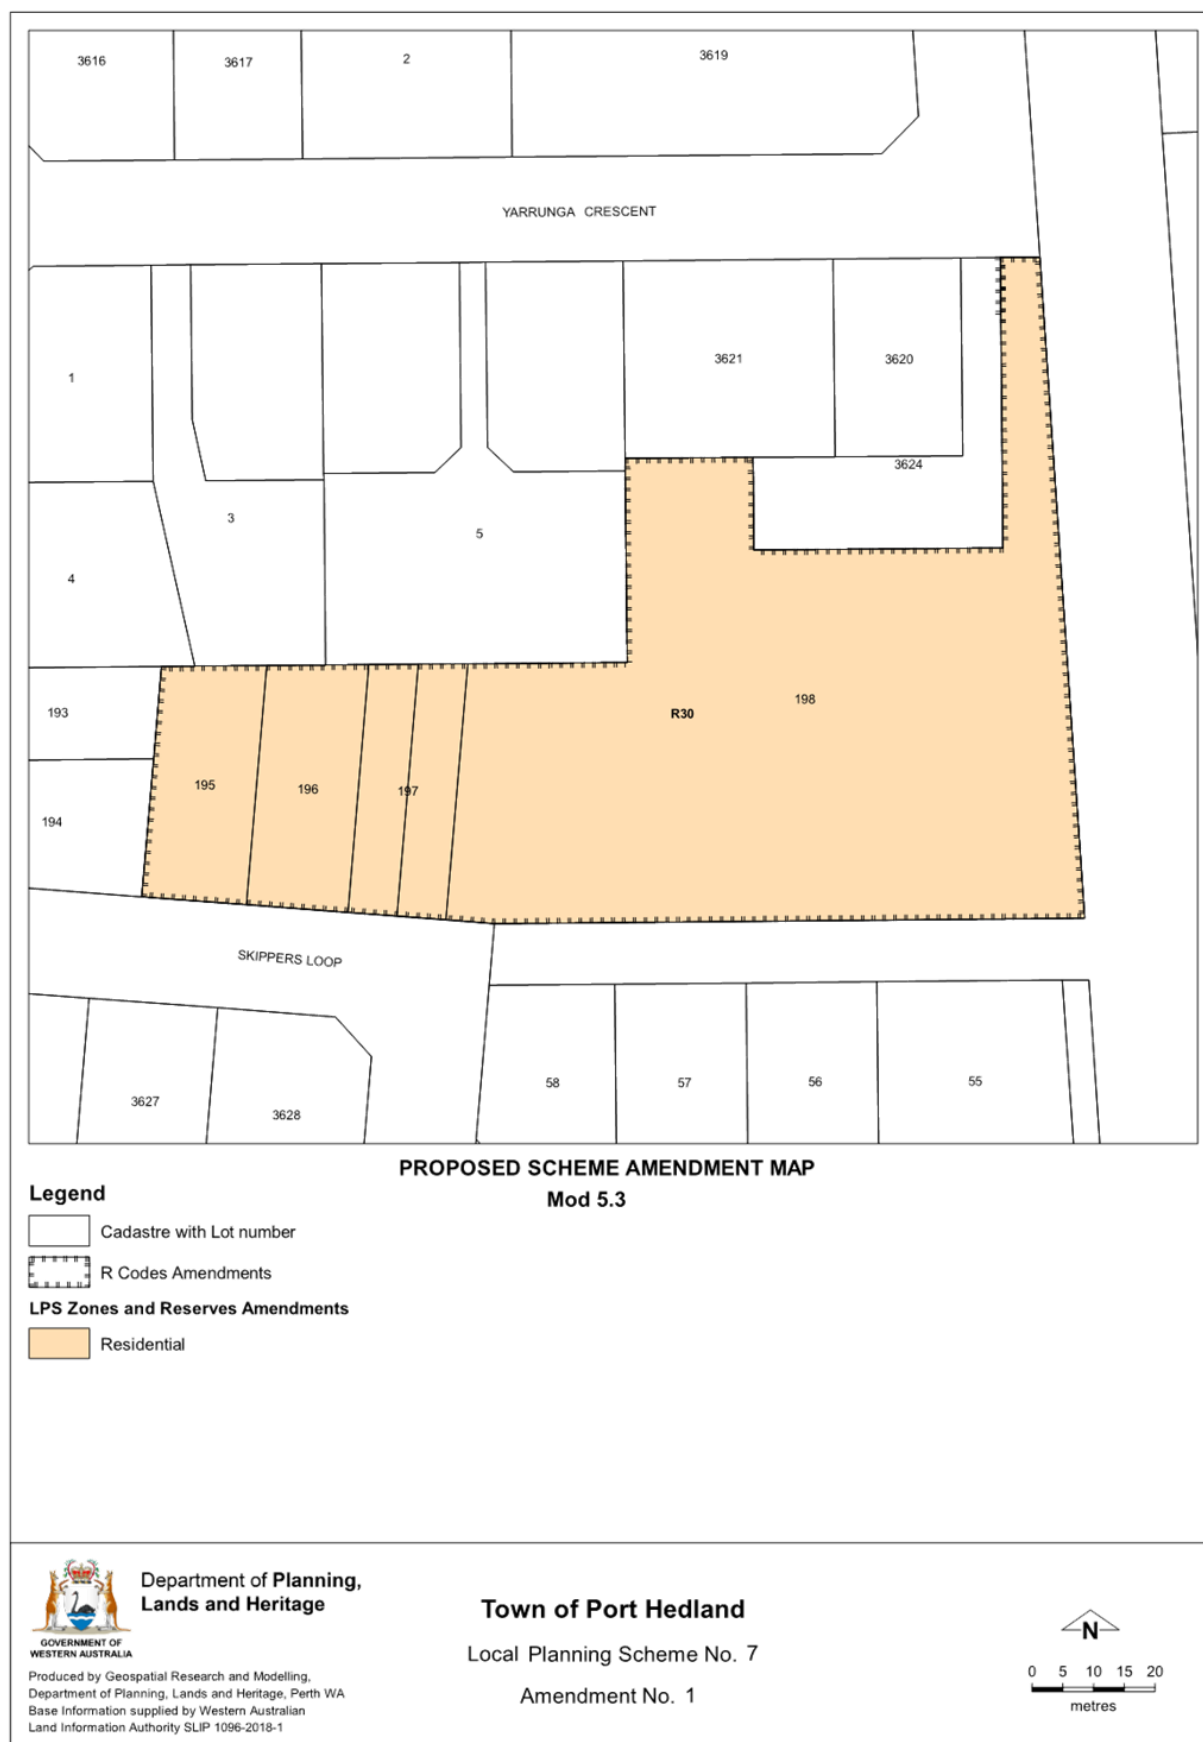 3616
3617
2
3619
YARRUNGA CRESCENT
1
3621
3620
3624
3
5
4
193
R30
198
195
196
197
194
SKIPPERS LOOP
58
57
56
55
3627
3628
PROPOSED SCHEME AMENDMENT MAP
Mod 5.3
Legend
Cadastre with Lot number
R Codes Amendments
LPS Zones and Reserves Amendments
Residential
Department of Planning,
Lands and Heritage
GOVERNMENT OF
WESTERN AUSTRALIA
Produced by Geospatial Research and Modelling,
Department of Planning, Lands and Heritage, Perth WA
Base Information supplied by Western Australian
Land Information Authority SLIP 1096-2018-1
Town of Port Hedland
Local Planning Scheme No. 7
Amendment No. 1
N
0 5 10 15 20
metres